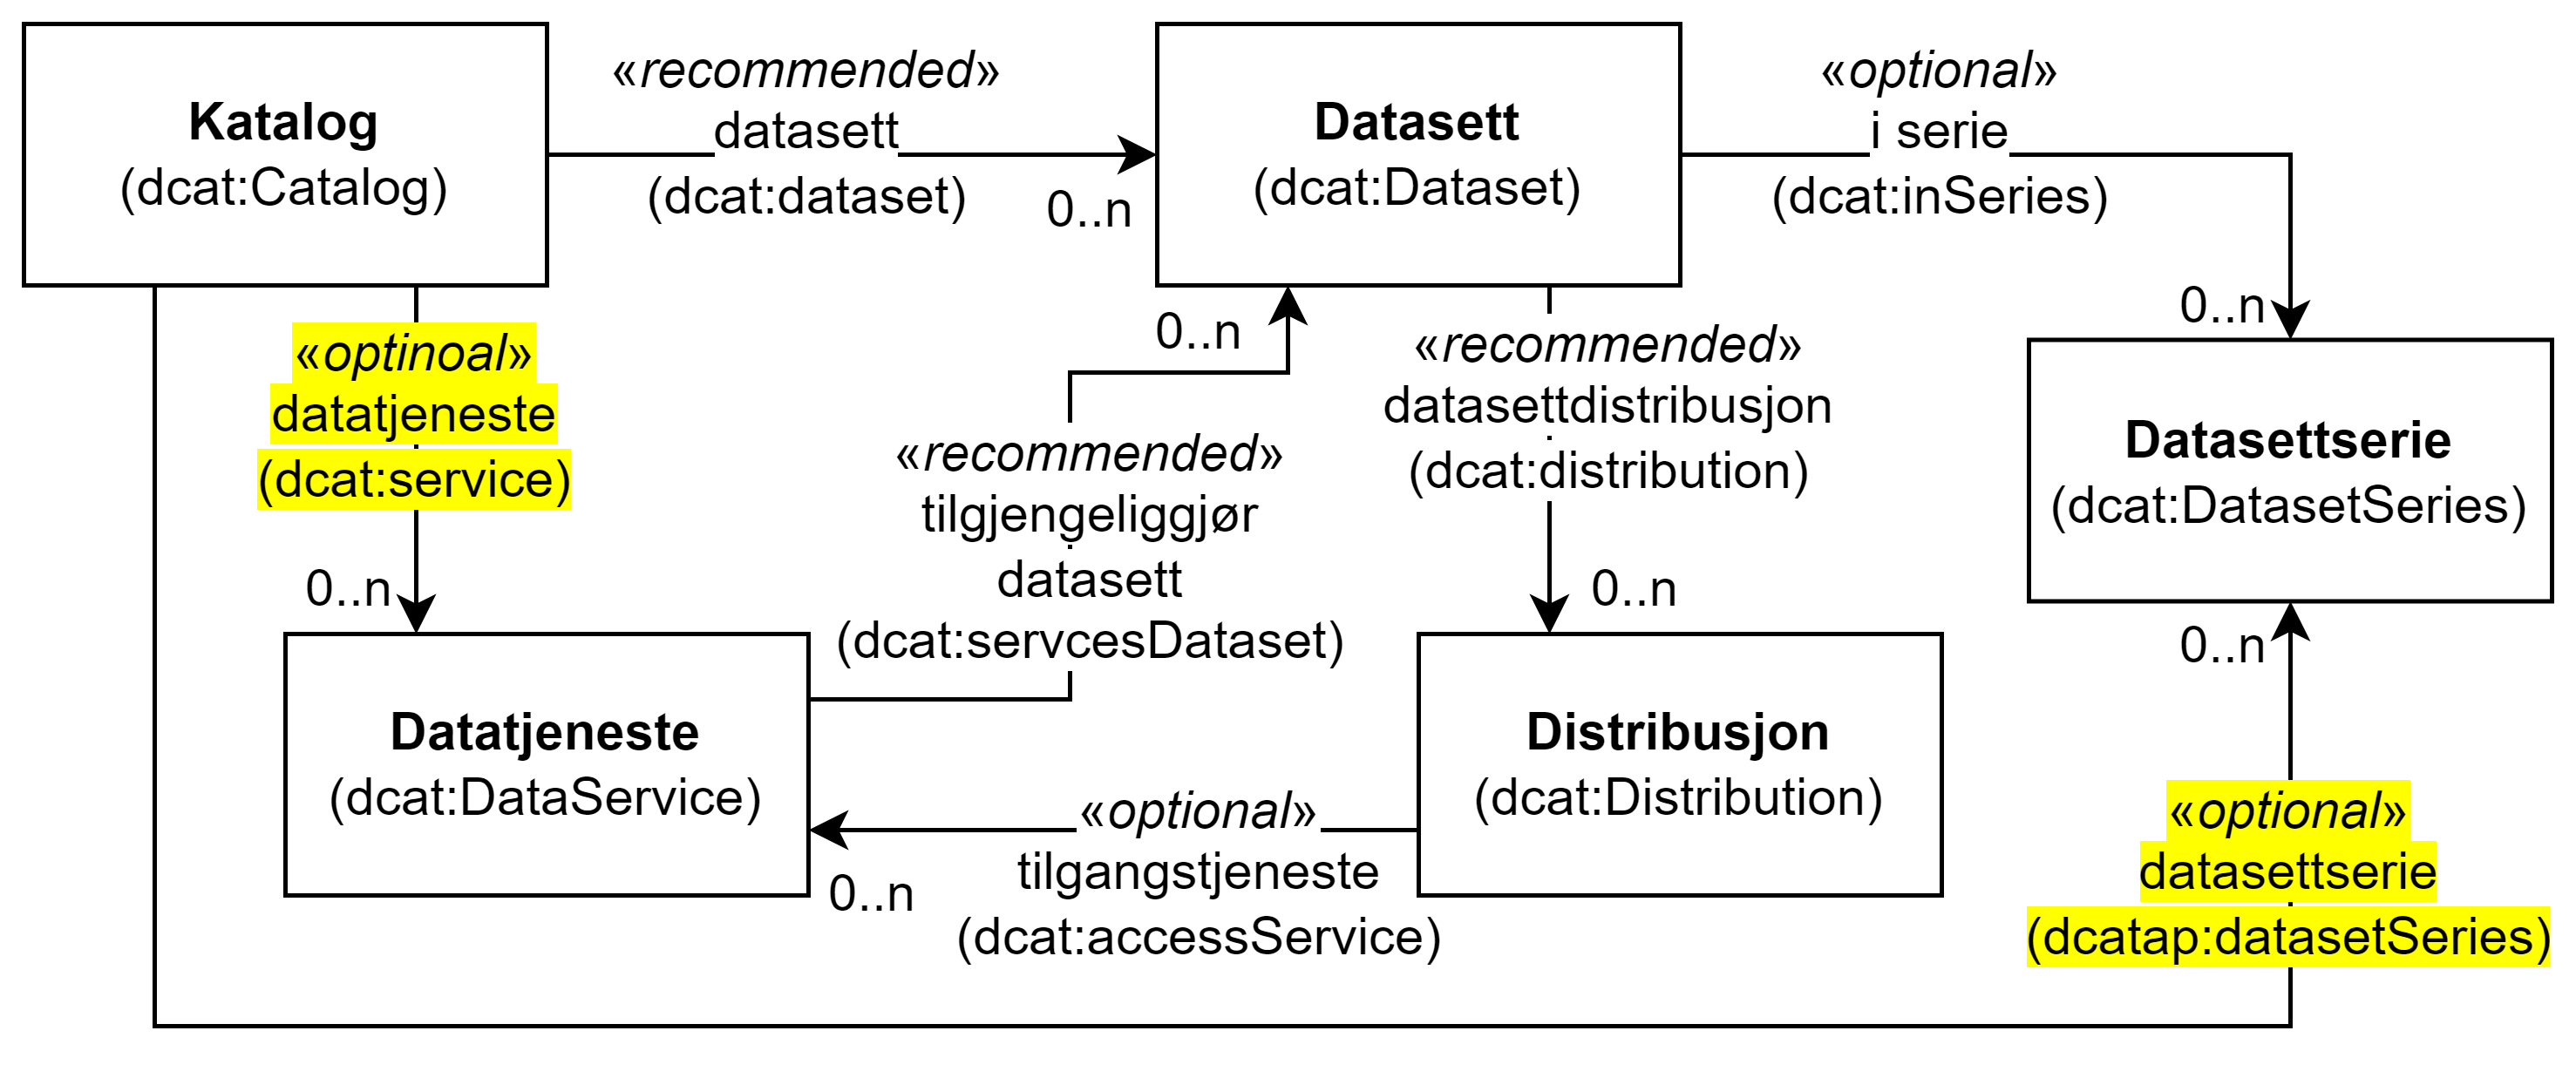 Katalog
(dcat:Catalog)
«recommended»
datasett
(dcat:dataset)
0..n
Datasett
(dcat:Dataset)
«optional»
i serie
(dcat:inSeries)
0..n
«optinoal»
datatjeneste
(dcat:service)
0..n
0..n
«recommended»
tilgjengeliggjør
datasett
(dcat:servcesDataset)
«recommended»
datasettdistribusjon
(dcat:distribution)
0..n
Datasettserie
(dcat:DatasetSeries)
0..n
Datatjeneste
(dcat:DataService)
«optional»
tilgangstjeneste
(dcat:accessService)
0..n
Distribusjon
(dcat:Distribution)
«optional»
datasettserie
(dcatap:datasetSeries)